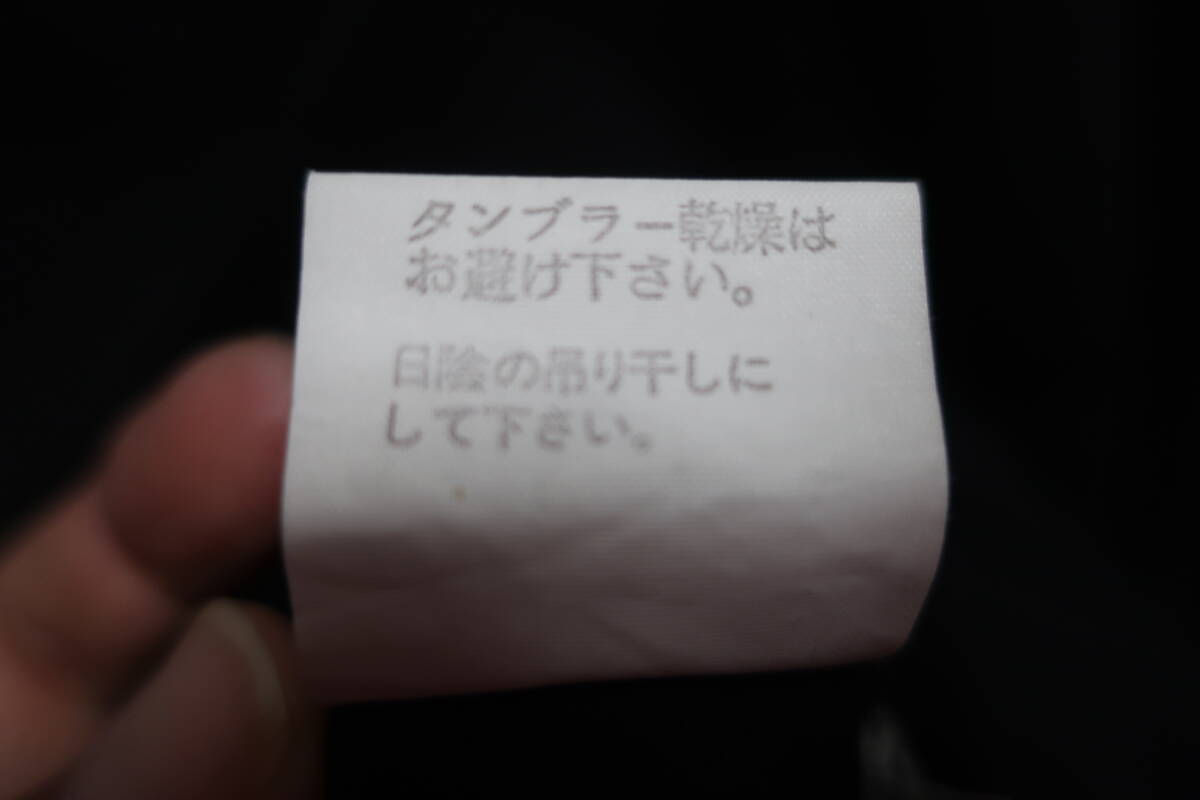 タンブラー乾燥は
お避け下さい。
日陰の吊り干しに
して下さい。